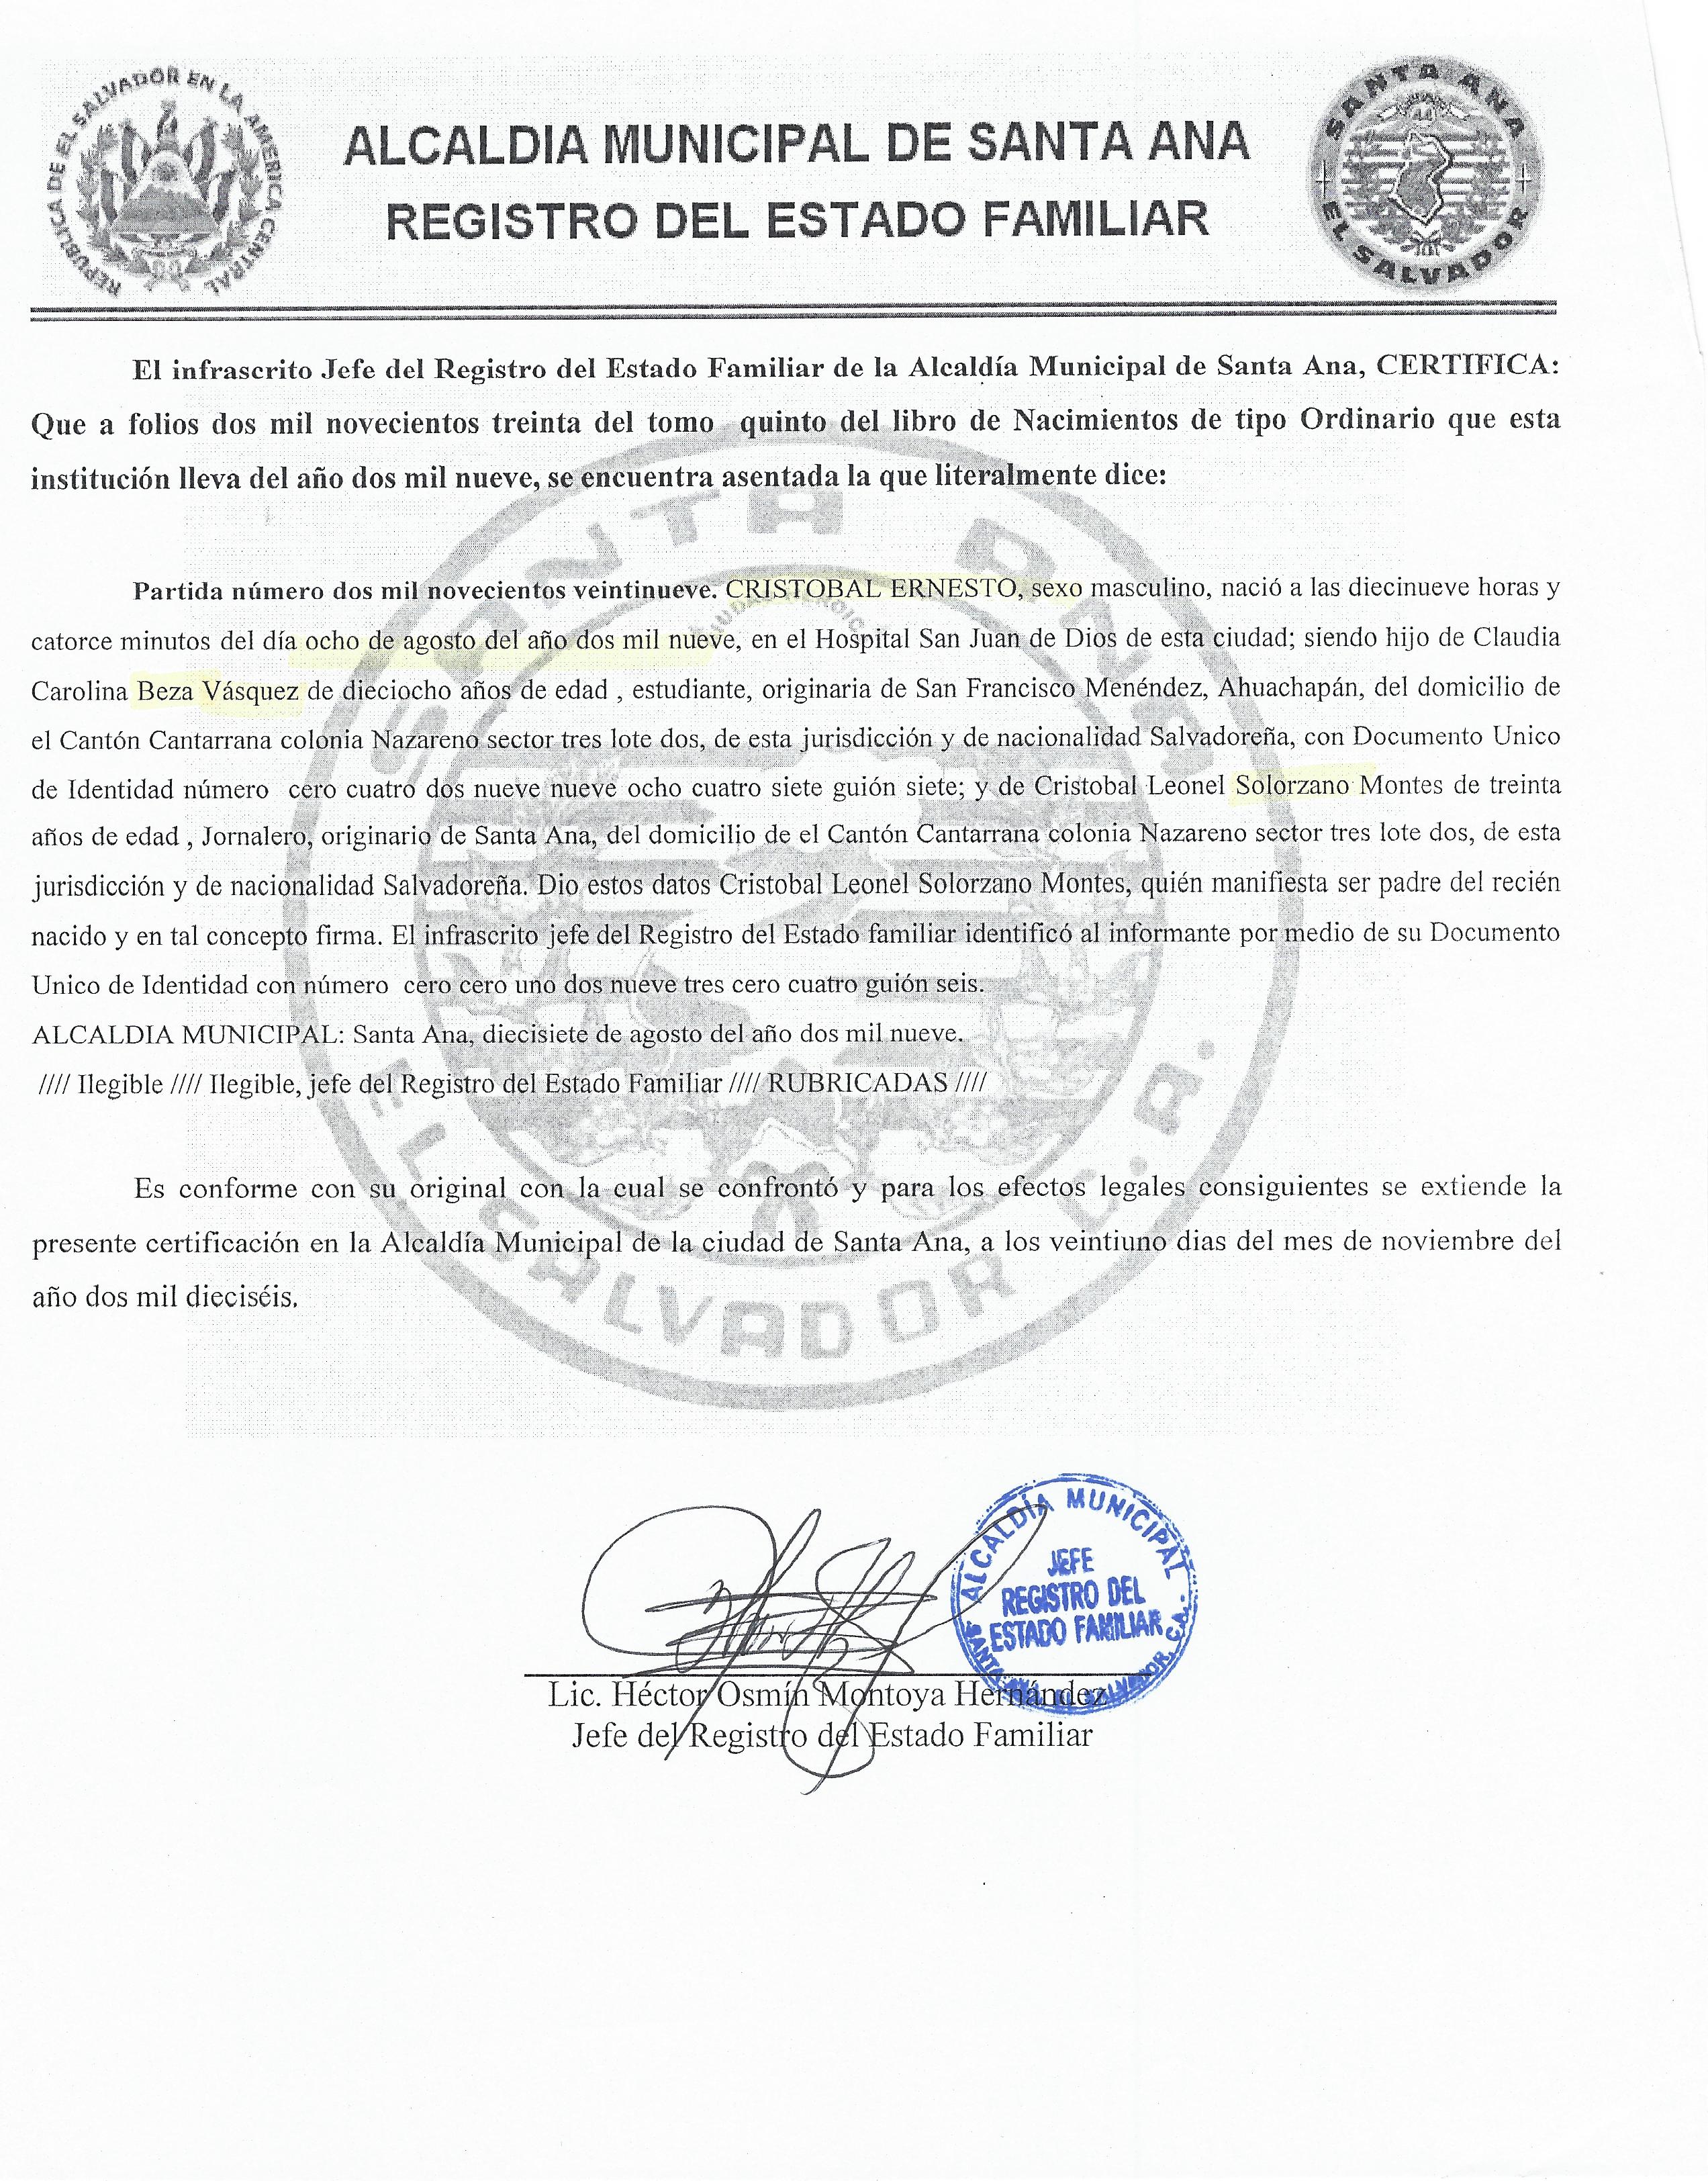 REPUBLICA DE EL SALVADOR EN LA AMERICA CENTRAL
ALCALDIA MUNICIPAL DE SANTA ANA
REGISTRO DEL ESTADO FAMILIAR
SANTA ANA
EL SALVADOR
El infrascrito Jefe del Registro del Estado Familiar de la Alcaldía Municipal de Santa Ana, CERTIFICA:
Que a folios dos mil novecientos treinta del tomo quinto del libro de Nacimientos de tipo Ordinario que esta
institución lleva del año dos mil nueve, se encuentra asentada la que literalmente dice:
Partida número dos mil novecientos veintinueve. CRISTOBAL ERNESTO, sexo masculino, nació a las diecinueve horas y
catorce minutos del día ocho de agosto del año dos mil nueve, en el Hospital San Juan de Dios de esta ciudad; siendo hijo de Claudia
Carolina Beza Vásquez de dieciocho años de edad , estudiante, originaria de San Francisco Menéndez, Ahuachapán, del domicilio de
el Cantón Cantarrana colonia Nazareno sector tres lote dos, de esta jurisdicción y de nacionalidad Salvadoreña, con Documento Unico
de Identidad número cero cuatro dos nueve nueve ocho cuatro siete guión siete; y de Cristobal Leonel Solorzano Montes de treinta
años de edad , Jornalero, originario de Santa Ana, del domicilio de el Cantón Cantarrana colonia Nazareno sector tres lote dos, de esta
jurisdicción y de nacionalidad Salvadoreña. Dio estos datos Cristobal Leonel Solorzano Montes, quién manifiesta ser padre del recién
nacido y en tal concepto firma. El infrascrito jefe del Registro del Estado familiar identificó al informante por medio de su Documento
Unico de Identidad con número cero cero uno dos nueve tres cero cuatro guión seis.
ALCALDIA MUNICIPAL: Santa Ana, diecisiete de agosto del año dos mil nueve.
//// Ilegible //// Ilegible, jefe del Registro del Estado Familiar //// RUBRICADAS ////
Es conforme con su original con la cual se confrontó y para los efectos legales consiguientes se extiende la
presente certificación en la Alcaldía Municipal de la ciudad de Santa Ana, a los veintiuno dias del mes de noviembre del
año dos mil dieciséis.
SANTA ANA
EL SALVADOR C.A.
ALCALDÍA MUNICIPAL
JEFE
REGISTRO DEL
ESTADO FAMILIAR
SANTA ANA, EL SALVADOR, C.A.
Lic. Héctor Osmín Montoya Hernández
Jefe del Registro del Estado Familiar